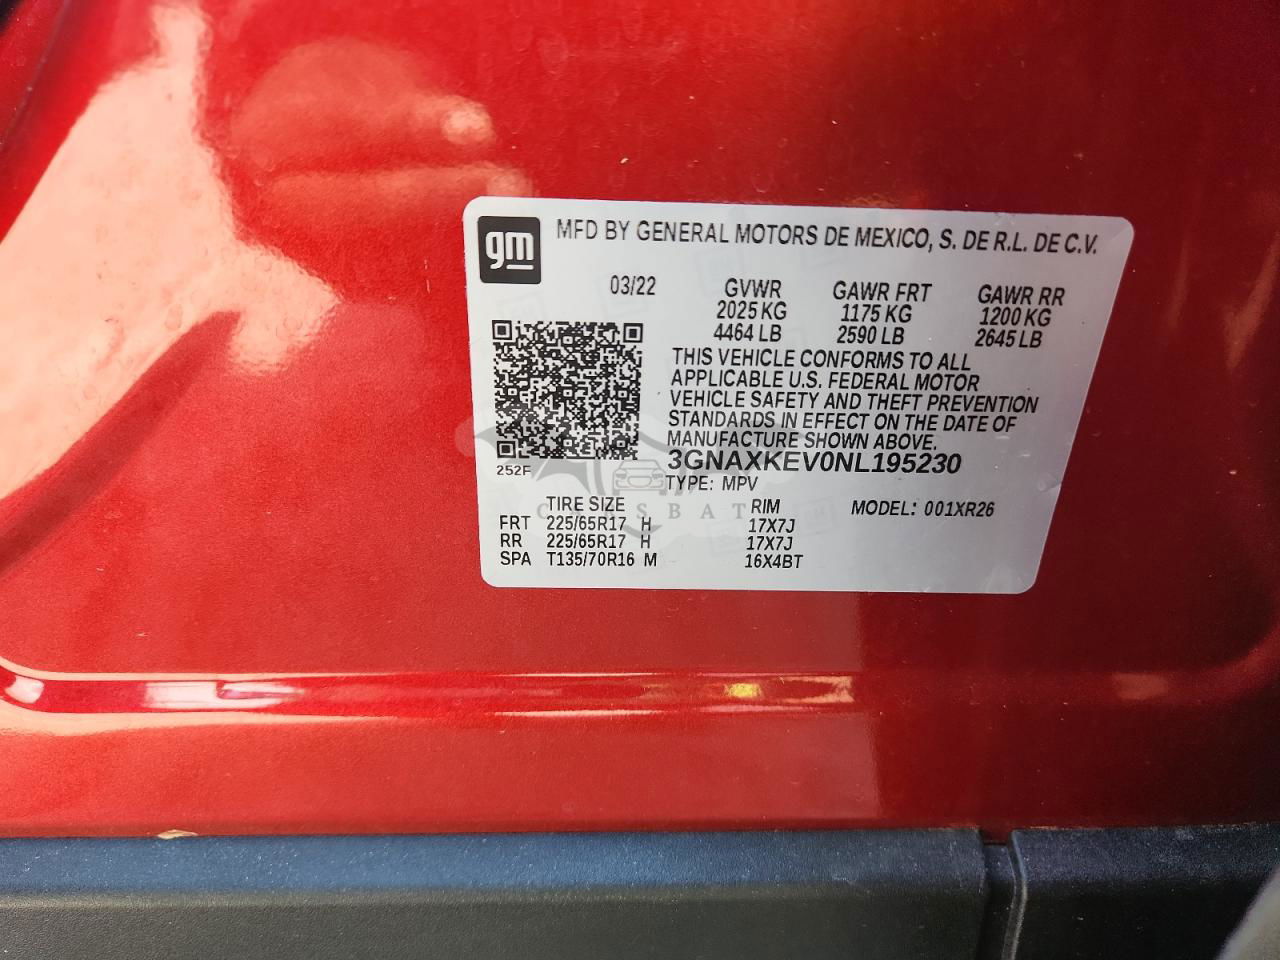 gm
MFD BY GENERAL MOTORS DE MEXICO, S. DE R.L. DE C.V.
03/22 GVWR GAWR FRT GAWR RR
2025 KG 1175 KG 1200 KG
4464 LB 2590 LB 2645 LB
THIS VEHICLE CONFORMS TO ALL
APPLICABLE U.S. FEDERAL MOTOR
VEHICLE SAFETY AND THEFT PREVENTION
STANDARDS IN EFFECT ON THE DATE OF
MANUFACTURE SHOWN ABOVE.
3GNAXKEV0NL195230
252F
TYPE: MPV
TIRE SIZE RIM MODEL: 001XR26
FRT 225/65R17 H 17X7J
RR 225/65R17 H 17X7J
SPA T135/70R16 M 16X4BT